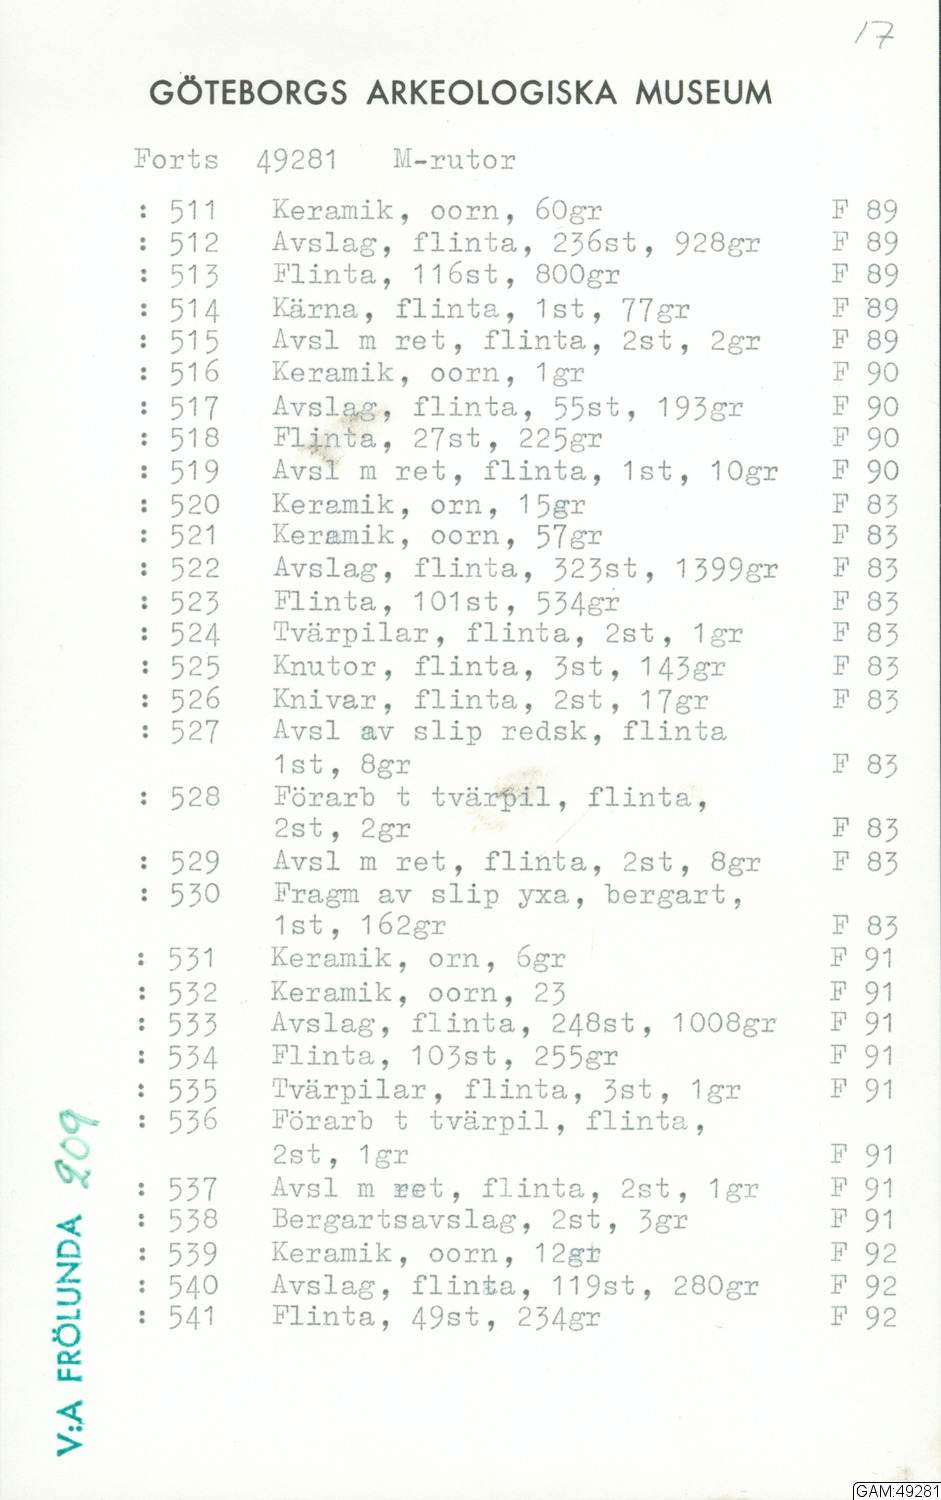 17
GÖTEBORGS ARKEOLOGISKA MUSEUM
Forts 49281 M-rutor
: 511 Keramik, oorn, 60gr F 89
: 512 Avslag, flinta, 236st, 928gr F 89
: 513 Flinta, 116st, 800gr F 89
: 514 Kärna, flinta, 1st, 77gr F 89
: 515 Avsl m ret, flinta, 2st, 2gr F 89
: 516 Keramik, oorn, 1gr F 90
: 517 Avslag, flinta, 55st, 193gr F 90
: 518 Flinta, 27st, 225gr F 90
: 519 Avsl m ret, flinta, 1st, 10gr F 90
: 520 Keramik, orn, 15gr F 83
: 521 Keramik, oorn, 57gr F 83
: 522 Avslag, flinta, 323st, 1399gr F 83
: 523 Flinta, 101st, 534gr F 83
: 524 Tvärpilar, flinta, 2st, 1gr F 83
: 525 Knutor, flinta, 3st, 143gr F 83
: 526 Knivar, flinta, 2st, 17gr F 83
: 527 Avsl av slip redsk, flinta
1st, 8gr F 83
: 528 Förarb t tvärpil, flinta,
2st, 2gr F 83
: 529 Avsl m ret, flinta, 2st, 8gr F 83
: 530 Fragm av slip yxa, bergart,
1st, 162gr F 83
: 531 Keramik, orn, 6gr F 91
: 532 Keramik, oorn, 23 F 91
: 533 Avslag, flinta, 248st, 1008gr F 91
: 534 Flinta, 103st, 255gr F 91
: 535 Tvärpilar, flinta, 3st, 1gr F 91
: 536 Förarb t tvärpil, flinta,
2st, 1gr F 91
: 537 Avsl m ret, flinta, 2st, 1gr F 91
: 538 Bergartsavslag, 2st, 3gr F 91
: 539 Keramik, oorn, 12gr F 92
: 540 Avslag, flinta, 119st, 280gr F 92
: 541 Flinta, 49st, 234gr F 92
V:A FRÖLUNDA 209
GAM:49281